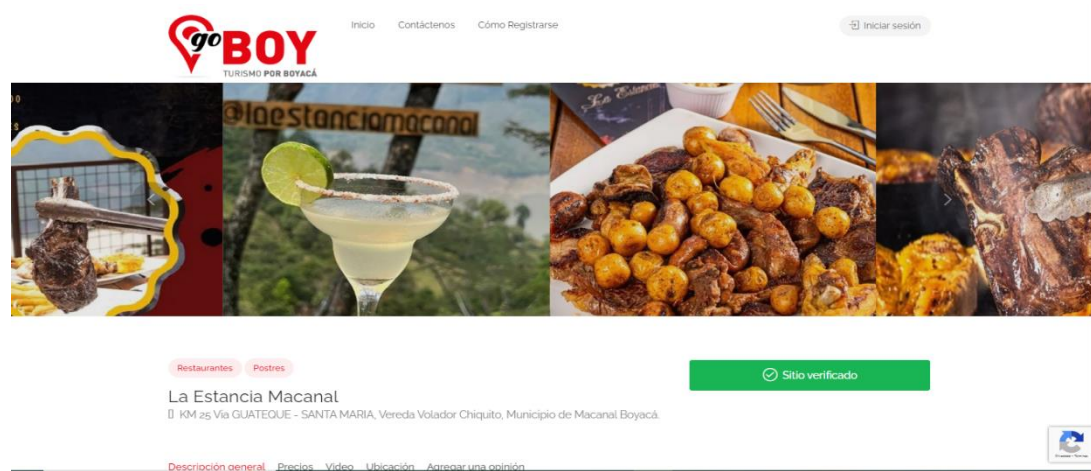 Inicio Contáctenos Cómo Registrarse Iniciar sesión
go BOY
TURISMO POR BOYACÁ
@laestanciamacanal
La Estancia
Restaurantes Postres
Sitio verificado
La Estancia Macanal
KM 25 Vía GUATEQUE - SANTA MARIA, Vereda Volador Chiquito, Municipio de Macanal Boyacá.
Descripción general Precios Video Ubicación Agregar una opinión